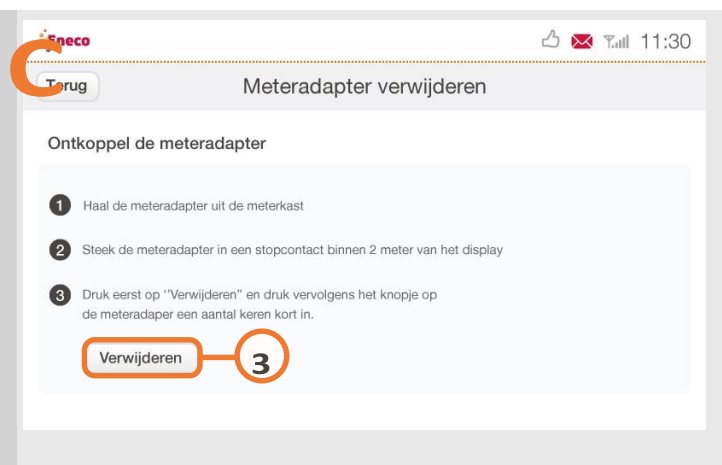 Eneco
11:30
C
Terug
Meteradapter verwijderen
Ontkoppel de meteradapter
1 Haal de meteradapter uit de meterkast
2 Steek de meteradapter in een stopcontact binnen 2 meter van het display
3 Druk eerst op ''Verwijderen" en druk vervolgens het knopje op
de meteradaper een aantal keren kort in.
Verwijderen
3